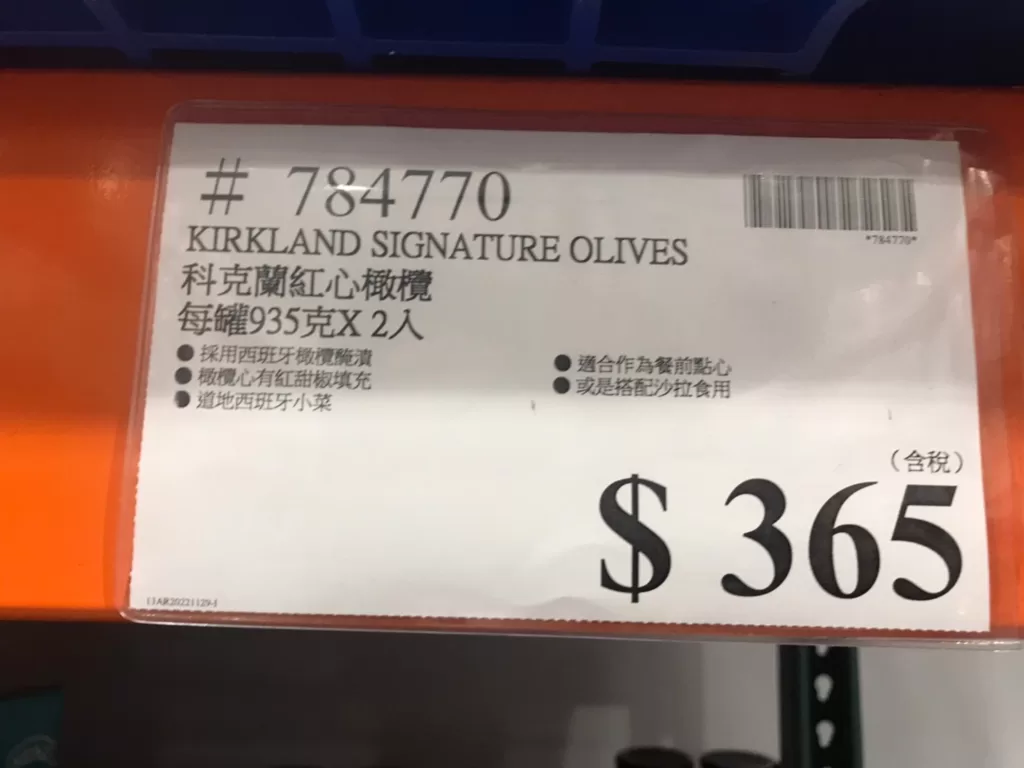 # 784770
*784770*
KIRKLAND SIGNATURE OLIVES
科克蘭紅心橄欖
每罐935克X 2入
● 採用西班牙橄欖醃漬
● 橄欖心有紅甜椒填充
● 道地西班牙小菜
● 適合作為餐前點心
● 或是搭配沙拉食用
(含稅)
$ 365